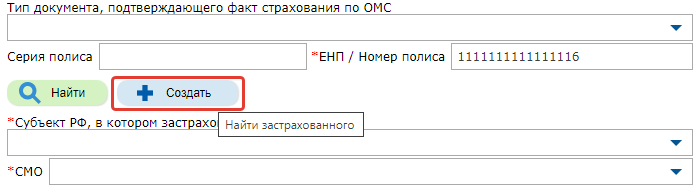 Тип документа, подтверждающего факт страхования по ОМС
Серия полиса *ЕНП / Номер полиса 1111111111111116
Найти Создать
Найти застрахованного
*Субъект РФ, в котором
*СМО